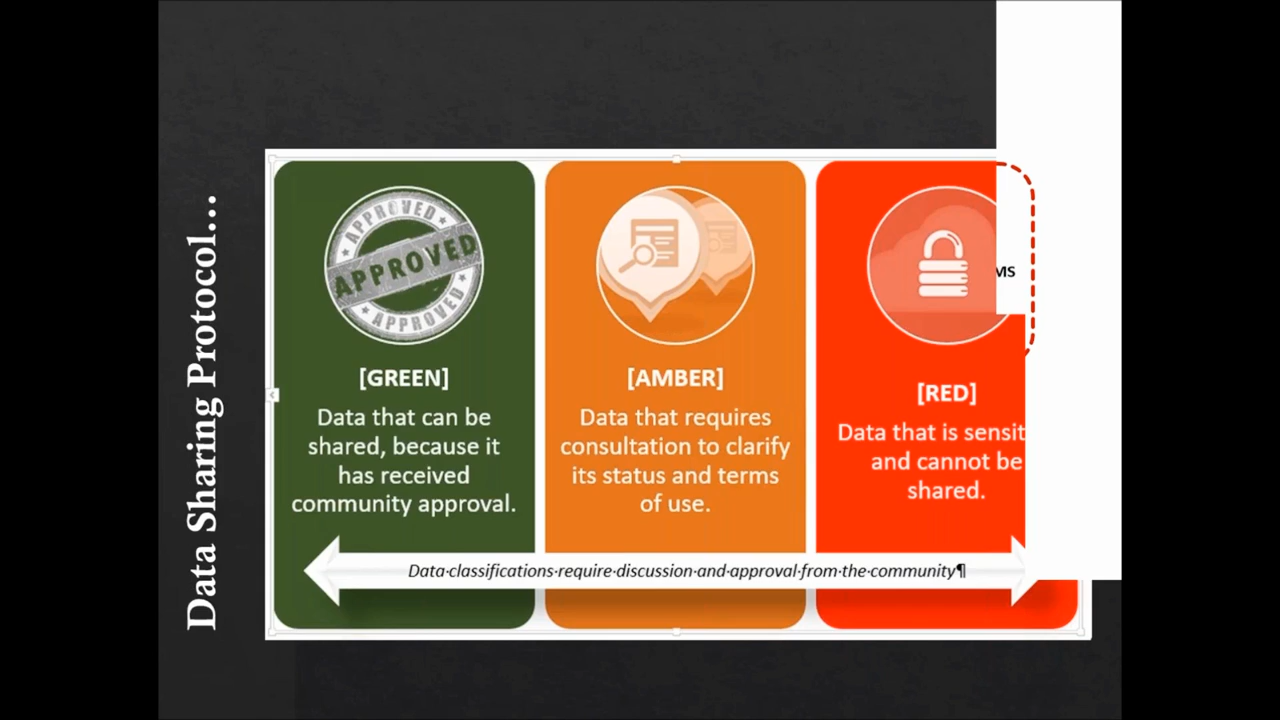 Data Sharing Protocol...
APPROVED
APPROVED
APPROVED
[GREEN]
Data that can be
shared, because it
has received
community approval.
[AMBER]
Data that requires
consultation to clarify
its status and terms
of use.
MS
[RED]
Data that is sensit
and cannot be
shared.
Data·classifications·require·discussion·and·approval·from·the·community¶